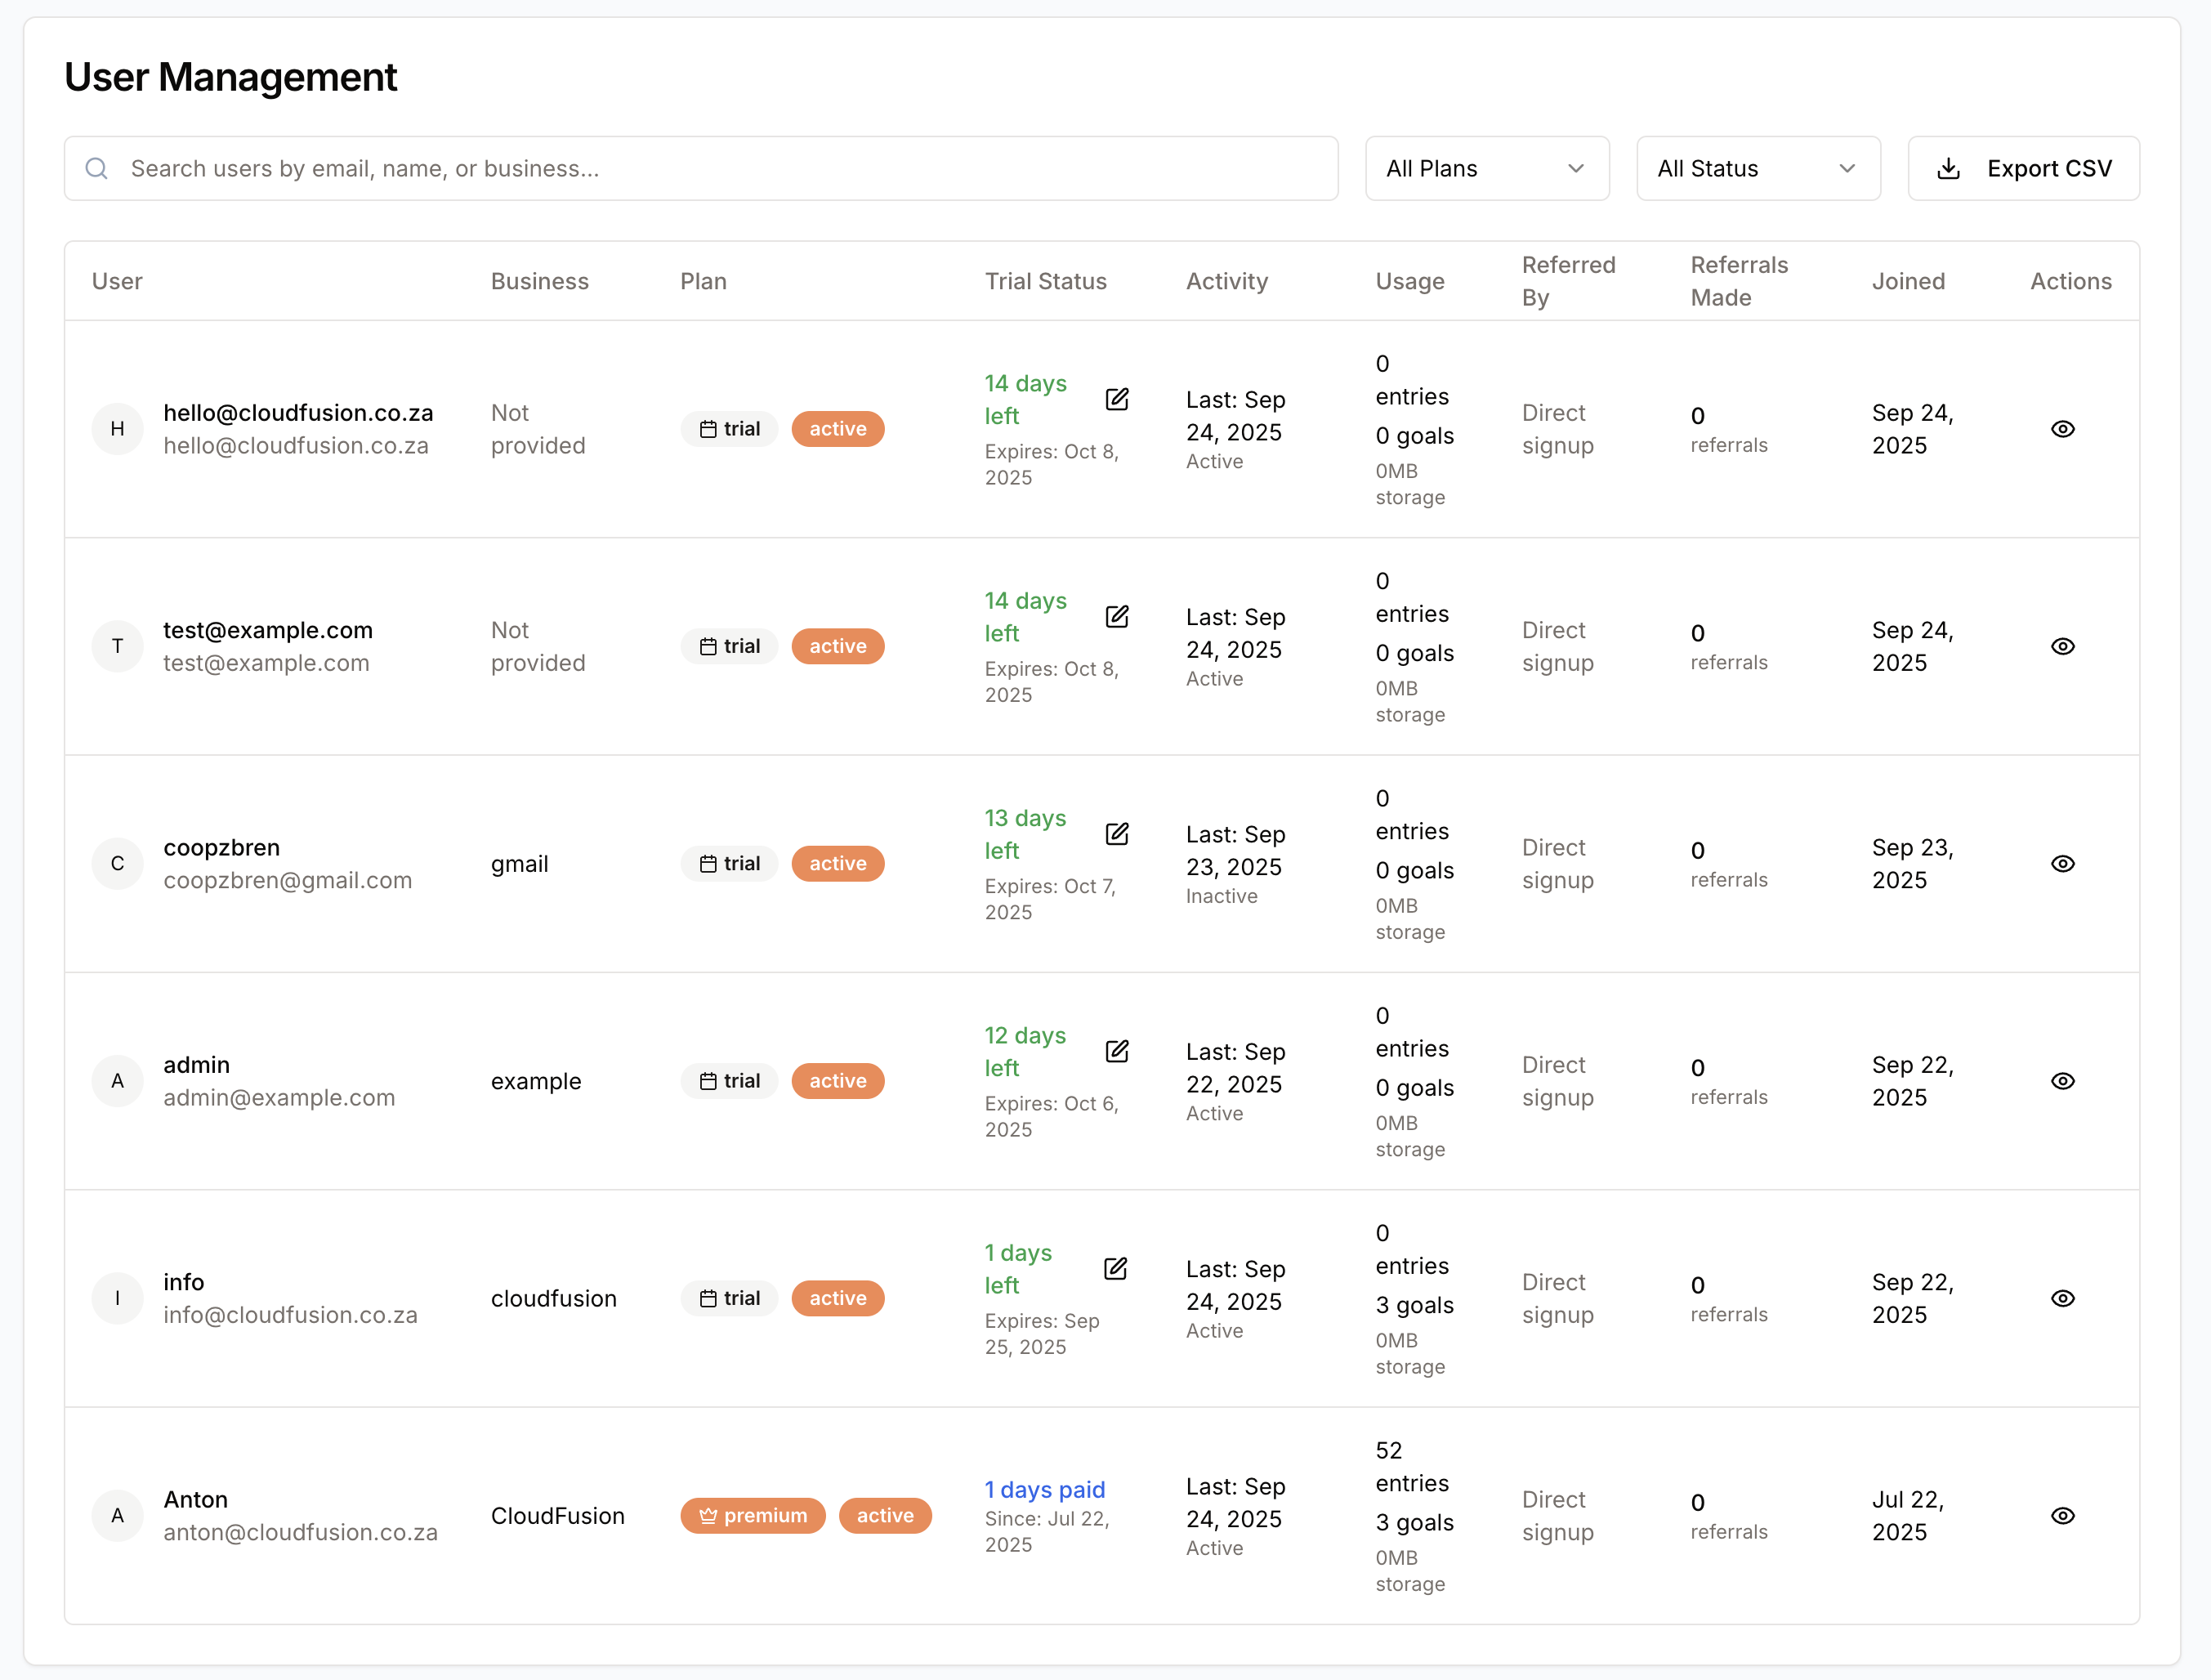 User Management
Search users by email, name, or business...
All Plans
All Status
Export CSV
User
Business
Plan
Trial Status
Activity
Usage
Referred
By
Referrals
Made
Joined
Actions
H
hello@cloudfusion.co.za
hello@cloudfusion.co.za
Not
provided
trial
active
14 days
left
Expires: Oct 8,
2025
Last: Sep
24, 2025
Active
0
entries
0 goals
0MB
storage
Direct
signup
0
referrals
Sep 24,
2025
T
test@example.com
test@example.com
Not
provided
trial
active
14 days
left
Expires: Oct 8,
2025
Last: Sep
24, 2025
Active
0
entries
0 goals
0MB
storage
Direct
signup
0
referrals
Sep 24,
2025
C
coopzbren
coopzbren@gmail.com
gmail
trial
active
13 days
left
Expires: Oct 7,
2025
Last: Sep
23, 2025
Inactive
0
entries
0 goals
0MB
storage
Direct
signup
0
referrals
Sep 23,
2025
A
admin
admin@example.com
example
trial
active
12 days
left
Expires: Oct 6,
2025
Last: Sep
22, 2025
Active
0
entries
0 goals
0MB
storage
Direct
signup
0
referrals
Sep 22,
2025
I
info
info@cloudfusion.co.za
cloudfusion
trial
active
1 days
left
Expires: Sep
25, 2025
Last: Sep
24, 2025
Active
0
entries
3 goals
0MB
storage
Direct
signup
0
referrals
Sep 22,
2025
A
Anton
anton@cloudfusion.co.za
CloudFusion
premium
active
1 days paid
Since: Jul 22,
2025
Last: Sep
24, 2025
Active
52
entries
3 goals
0MB
storage
Direct
signup
0
referrals
Jul 22,
2025